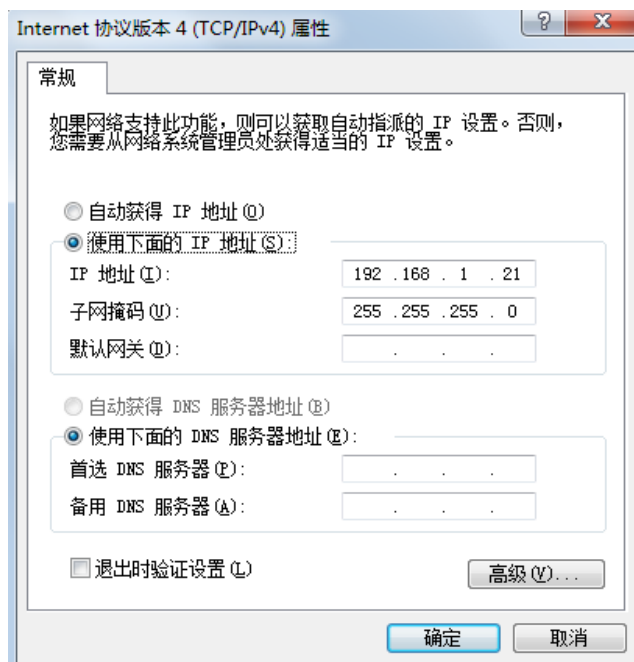 Internet 协议版本 4 (TCP/IPv4) 属性
常规
如果网络支持此功能，则可以获取自动指派的 IP 设置。否则，
您需要从网络系统管理员处获得适当的 IP 设置。
自动获得 IP 地址(O)
使用下面的 IP 地址(S):
IP 地址(I): 192 .168 . 1 . 21
子网掩码(U): 255 .255 .255 . 0
默认网关(D): . . .
自动获得 DNS 服务器地址(B)
使用下面的 DNS 服务器地址(E):
首选 DNS 服务器(P): . . .
备用 DNS 服务器(A): . . .
退出时验证设置(L)
高级(V)...
确定 取消